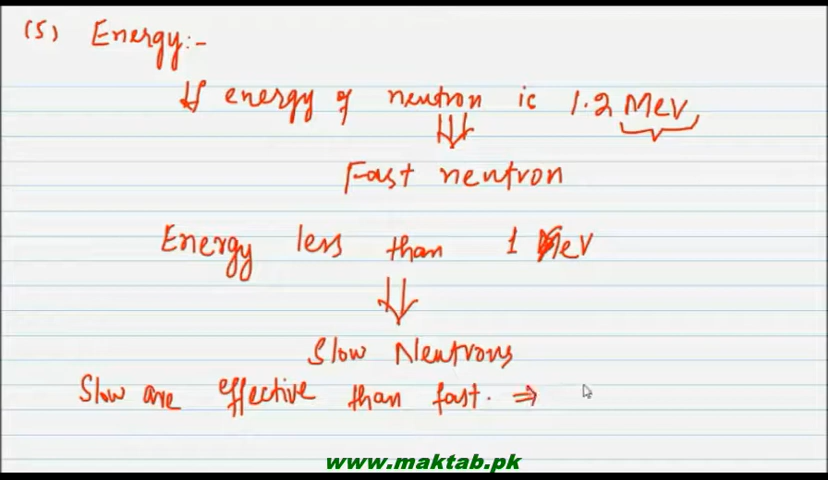 (5) Energy:-
If energy of neutron is 1.2 MeV
Fast neutron
Energy less than 1 MeV
Slow Neutrons
Slow are effective than fast. ⇒
www.maktab.pk